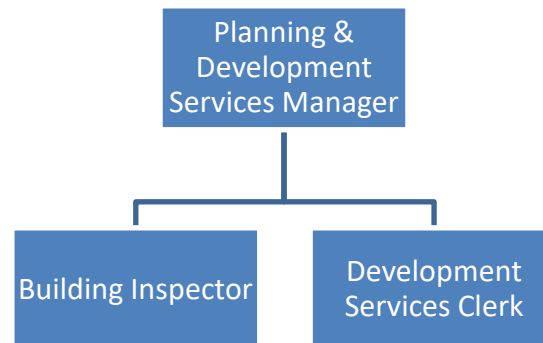 Planning &
Development
Services Manager
Building Inspector
Development
Services Clerk